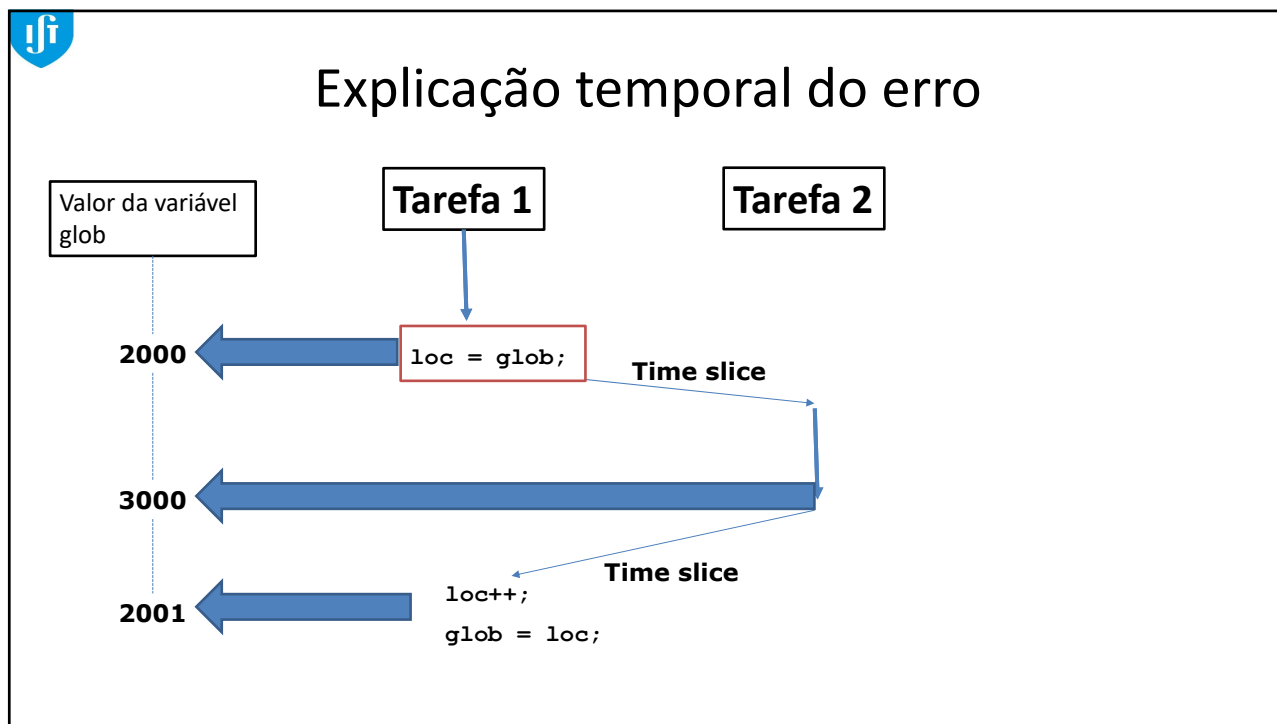 IST
Explicação temporal do erro
Valor da variável
glob
Tarefa 1
Tarefa 2
2000
loc = glob;
Time slice
3000
Time slice
loc++;
2001
glob = loc;